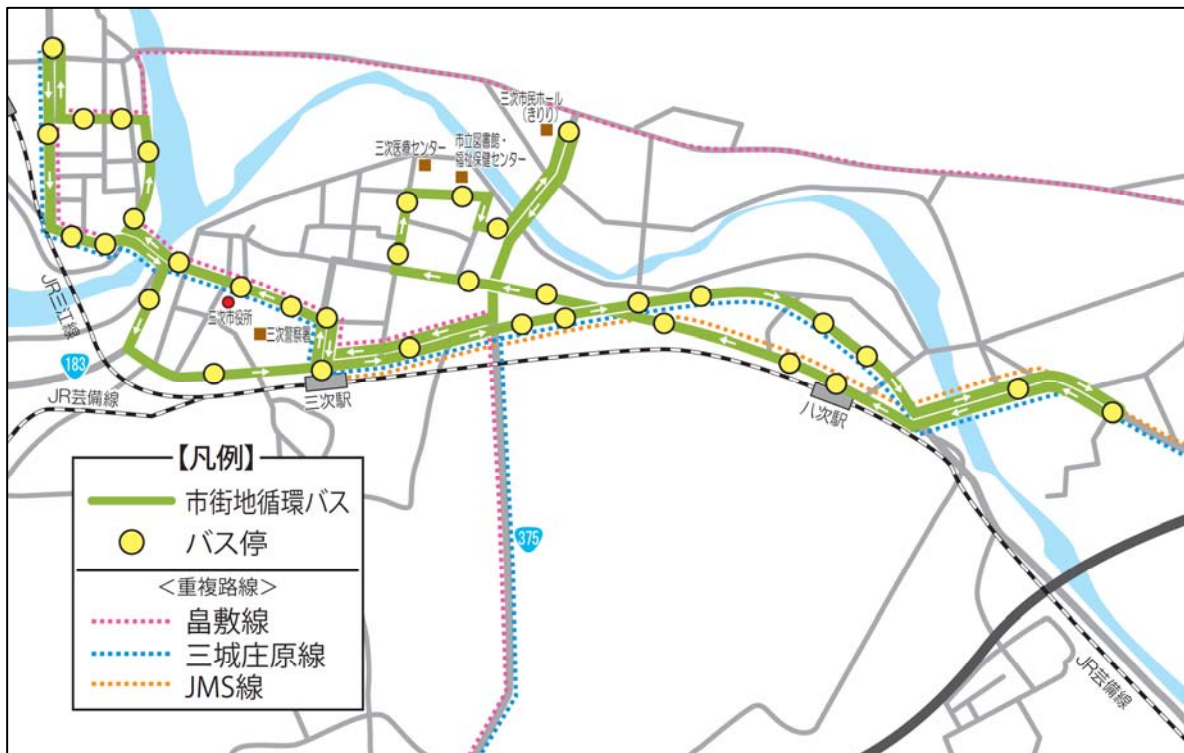 三次市民ホール
(きりり)
三次医療センター
市立図書館・
福祉保健センター
三次市役所
三次警察署
JR三江線
183
JR芸備線
三次駅
八次駅
375
JR芸備線
【凡例】
市街地循環バス
バス停
<重複路線>
畠敷線
三城庄原線
JMS線